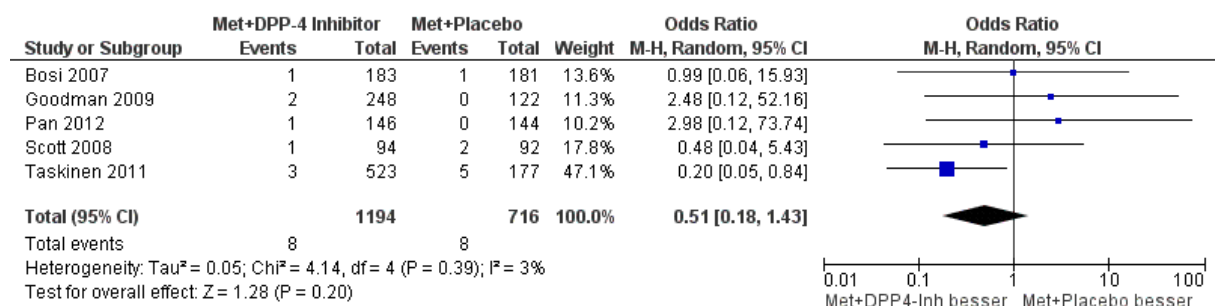 Met+DPP-4 Inhibitor Met+Placebo Odds Ratio Odds Ratio
Study or Subgroup Events Total Events Total Weight M-H, Random, 95% CI M-H, Random, 95% CI
Bosi 2007 1 183 1 181 13.6% 0.99 [0.06, 15.93]
Goodman 2009 2 248 0 122 11.3% 2.48 [0.12, 52.16]
Pan 2012 1 146 0 144 10.2% 2.98 [0.12, 73.74]
Scott 2008 1 94 2 92 17.8% 0.48 [0.04, 5.43]
Taskinen 2011 3 523 5 177 47.1% 0.20 [0.05, 0.84]
Total (95% CI) 1194 716 100.0% 0.51 [0.18, 1.43]
Total events 8 8
Heterogeneity: Tau² = 0.05; Chi² = 4.14, df = 4 (P = 0.39); I² = 3%
Test for overall effect: Z = 1.28 (P = 0.20)
0.01 0.1 1 10 100
Met+DPP4-Inh besser Met+Placebo besser